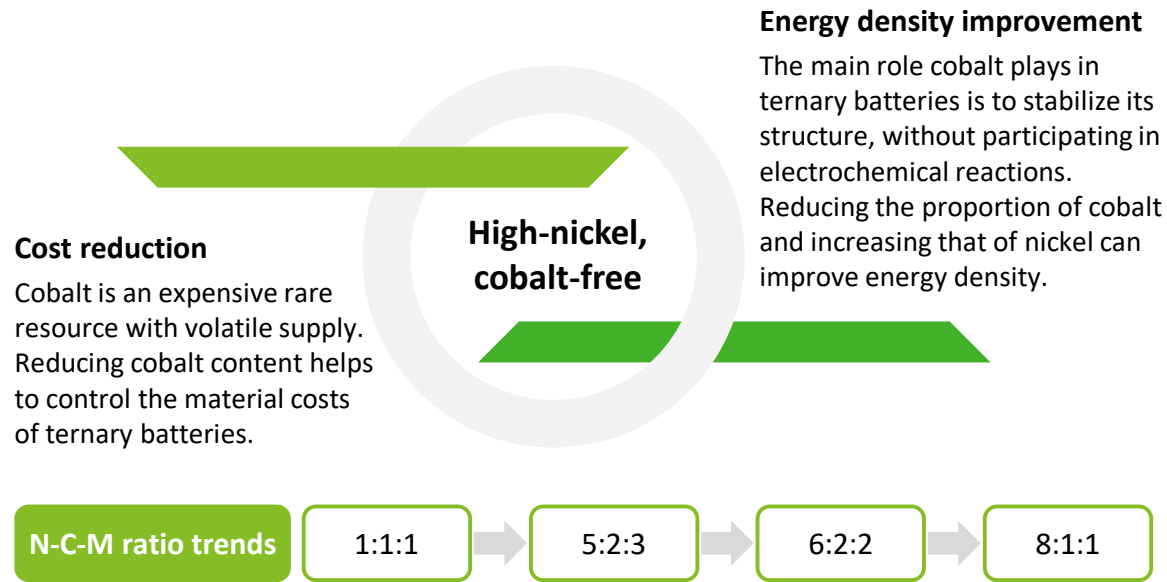 Energy density improvement
The main role cobalt plays in
ternary batteries is to stabilize its
structure, without participating in
electrochemical reactions.
Reducing the proportion of cobalt
and increasing that of nickel can
improve energy density.
High-nickel,
cobalt-free
Cost reduction
Cobalt is an expensive rare
resource with volatile supply.
Reducing cobalt content helps
to control the material costs
of ternary batteries.
N-C-M ratio trends 1:1:1 5:2:3 6:2:2 8:1:1